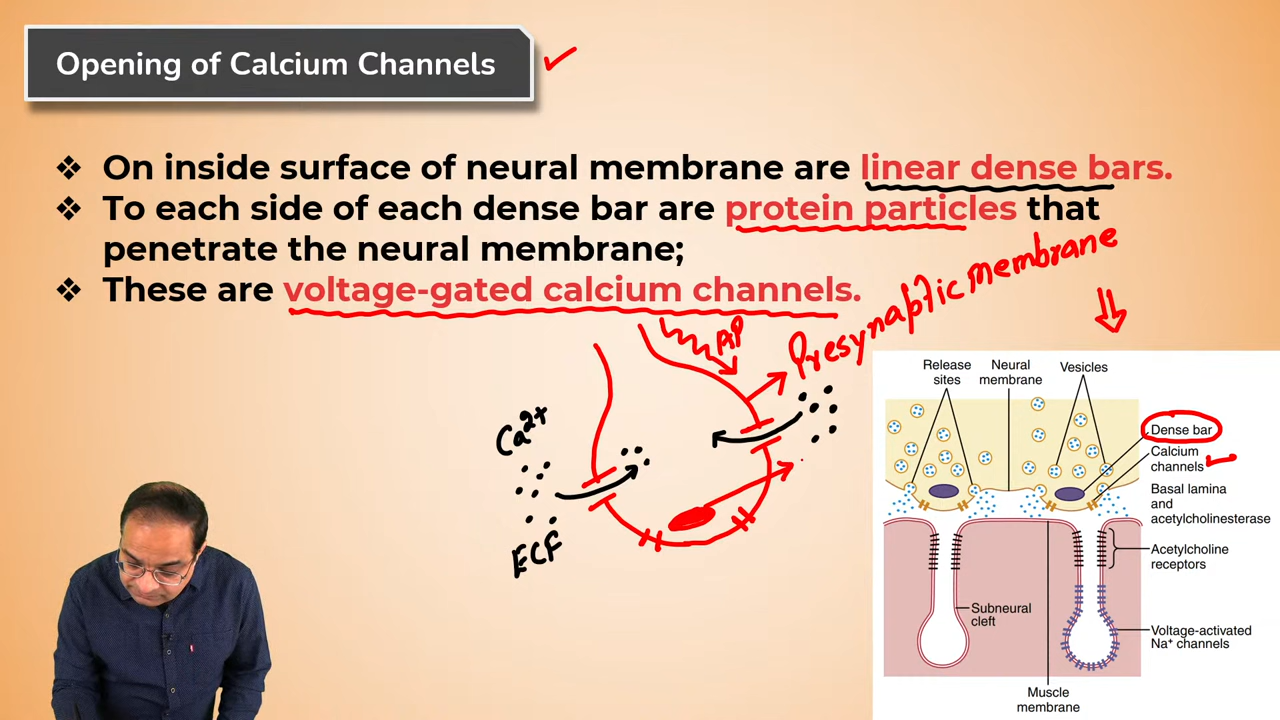 Opening of Calcium Channels
❖ On inside surface of neural membrane are linear dense bars.
❖ To each side of each dense bar are protein particles that
penetrate the neural membrane;
❖ These are voltage-gated calcium channels.
AP
Presynaptic membrane
Ca2+
ECF
Release
sites
Neural
membrane
Vesicles
Dense bar
Calcium
channels
Basal lamina
and
acetylcholinesterase
Acetylcholine
receptors
Subneural
cleft
Voltage-activated
Na+ channels
Muscle
membrane